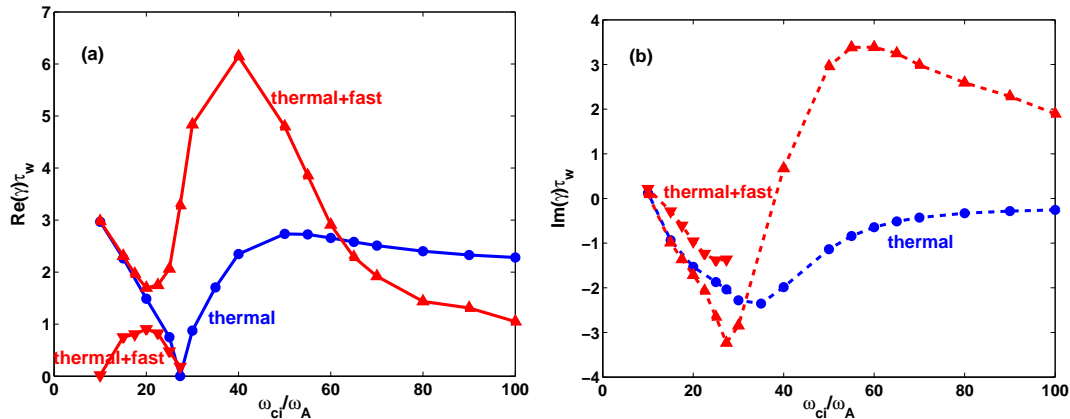 (a)
thermal+fast
thermal
thermal+fast
Re(γ)τw
6
5
4
3
2
1
0
0 20 40 60 80 100
ωci/ωA
(b)
thermal+fast
thermal
Im(γ)τw
4
3
2
1
0
−1
−2
−3
−4
0 20 40 60 80 100
ωci/ωA